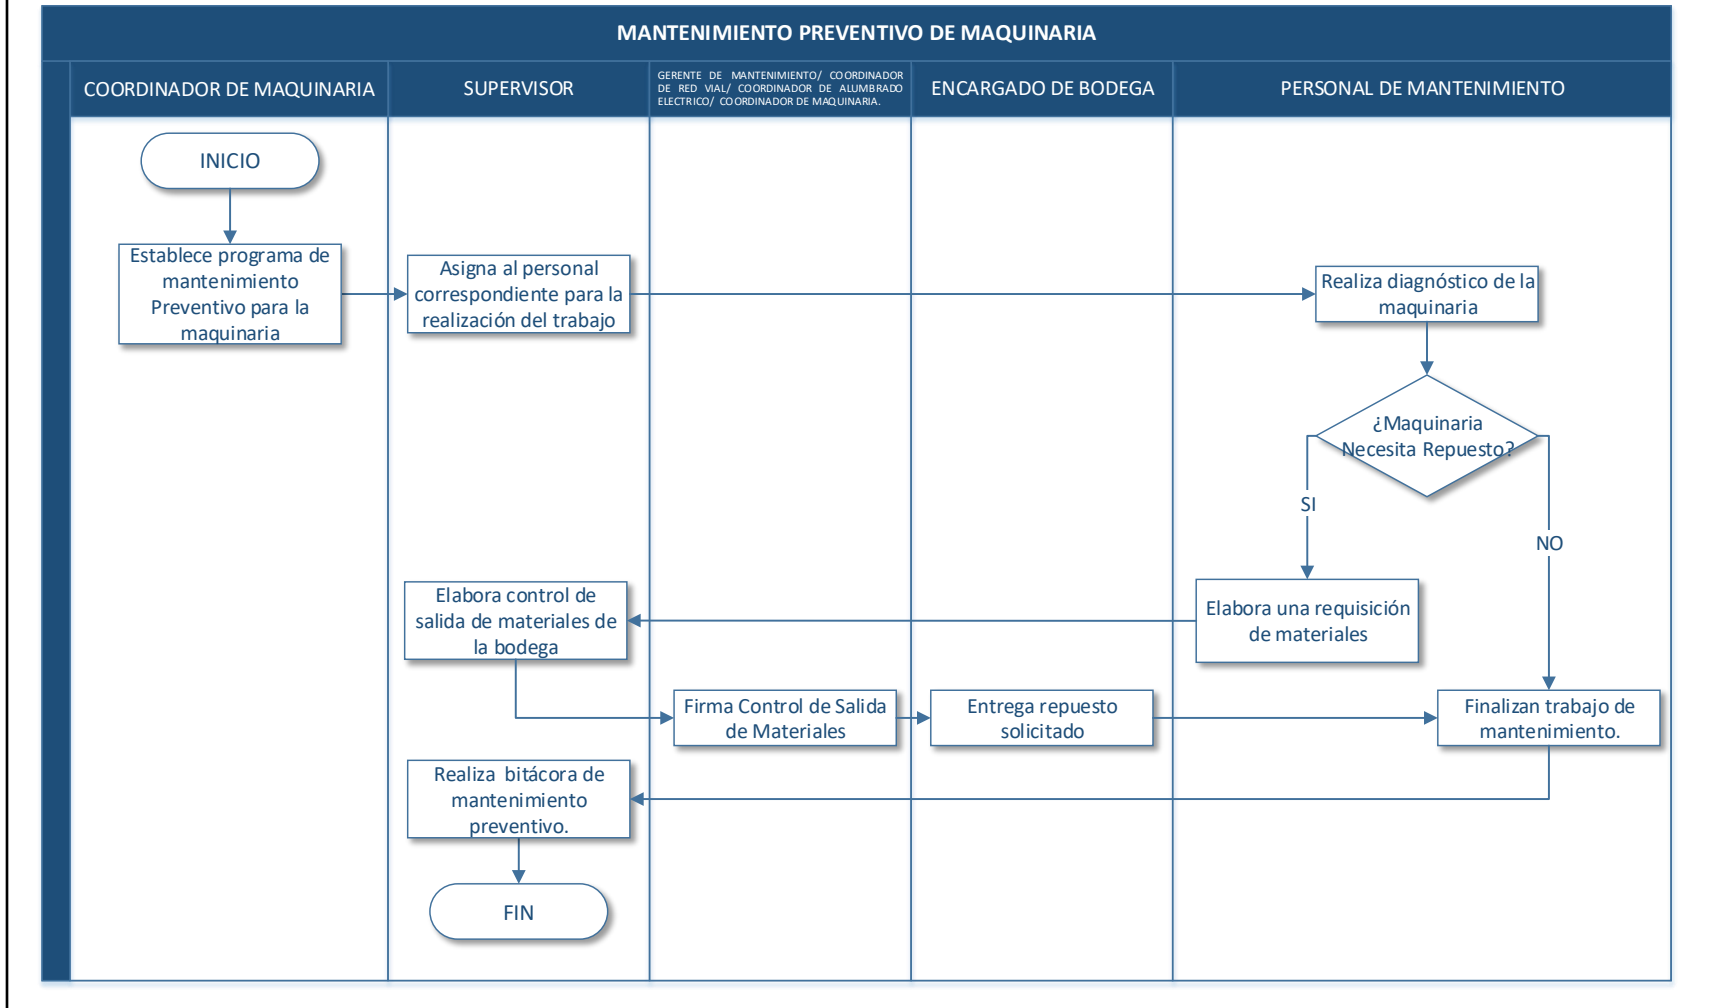 MANTENIMIENTO PREVENTIVO DE MAQUINARIA
COORDINADOR DE MAQUINARIA
SUPERVISOR
GERENTE DE MANTENIMIENTO/ COORDINADOR
DE RED VIAL/ COORDINADOR DE ALUMBRADO
ELECTRICO/ COORDINADOR DE MAQUINARIA.
ENCARGADO DE BODEGA
PERSONAL DE MANTENIMIENTO
INICIO
Establece programa de
mantenimiento
Preventivo para la
maquinaria
Asigna al personal
correspondiente para la
realización del trabajo
Realiza diagnóstico de la
maquinaria
¿Maquinaria
Necesita Repuesto?
SI
NO
Elabora una requisición
de materiales
Elabora control de
salida de materiales de
la bodega
Firma Control de Salida
de Materiales
Entrega repuesto
solicitado
Finalizan trabajo de
mantenimiento.
Realiza bitácora de
mantenimiento
preventivo.
FIN